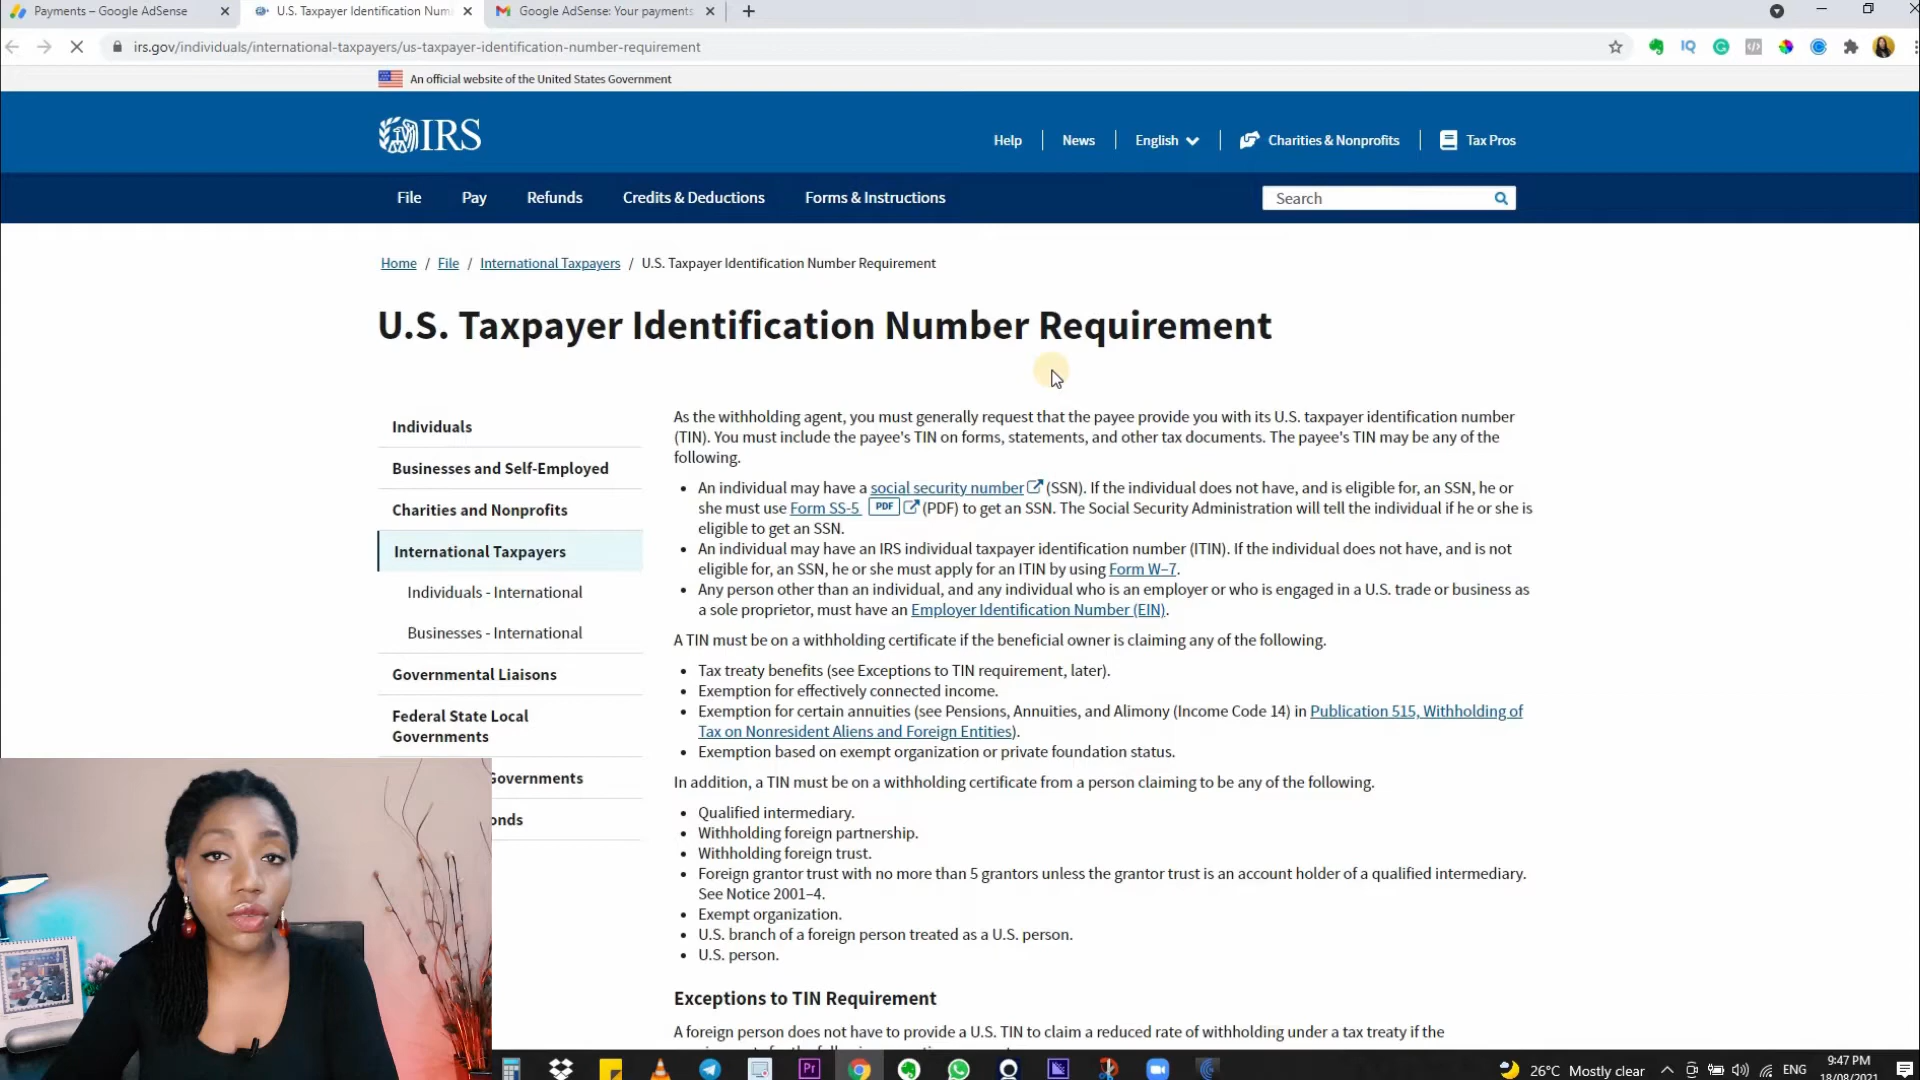 Payments – Google AdSense
U.S. Taxpayer Identification Num
Google AdSense: Your payments
irs.gov/individuals/international-taxpayers/us-taxpayer-identification-number-requirement
An official website of the United States Government
IRS
Help
News
English
Charities & Nonprofits
Tax Pros
File
Pay
Refunds
Credits & Deductions
Forms & Instructions
Search
Home / File / International Taxpayers / U.S. Taxpayer Identification Number Requirement
U.S. Taxpayer Identification Number Requirement
Individuals
Businesses and Self-Employed
Charities and Nonprofits
International Taxpayers
Individuals - International
Businesses - International
Governmental Liaisons
Federal State Local
Governments
Governments
onds
As the withholding agent, you must generally request that the payee provide you with its U.S. taxpayer identification number
(TIN). You must include the payee's TIN on forms, statements, and other tax documents. The payee's TIN may be any of the
following.
• An individual may have a social security number (SSN). If the individual does not have, and is eligible for, an SSN, he or
she must use Form SS-5 PDF (PDF) to get an SSN. The Social Security Administration will tell the individual if he or she is
eligible to get an SSN.
• An individual may have an IRS individual taxpayer identification number (ITIN). If the individual does not have, and is not
eligible for, an SSN, he or she must apply for an ITIN by using Form W–7.
• Any person other than an individual, and any individual who is an employer or who is engaged in a U.S. trade or business as
a sole proprietor, must have an Employer Identification Number (EIN).
A TIN must be on a withholding certificate if the beneficial owner is claiming any of the following.
• Tax treaty benefits (see Exceptions to TIN requirement, later).
• Exemption for effectively connected income.
• Exemption for certain annuities (see Pensions, Annuities, and Alimony (Income Code 14) in Publication 515, Withholding of
Tax on Nonresident Aliens and Foreign Entities).
• Exemption based on exempt organization or private foundation status.
In addition, a TIN must be on a withholding certificate from a person claiming to be any of the following.
• Qualified intermediary.
• Withholding foreign partnership.
• Withholding foreign trust.
• Foreign grantor trust with no more than 5 grantors unless the grantor trust is an account holder of a qualified intermediary.
See Notice 2001–4.
• Exempt organization.
• U.S. branch of a foreign person treated as a U.S. person.
• U.S. person.
Exceptions to TIN Requirement
A foreign person does not have to provide a U.S. TIN to claim a reduced rate of withholding under a tax treaty if the
Pr
26°C Mostly clear
ENG
9:47 PM
18/08/2021